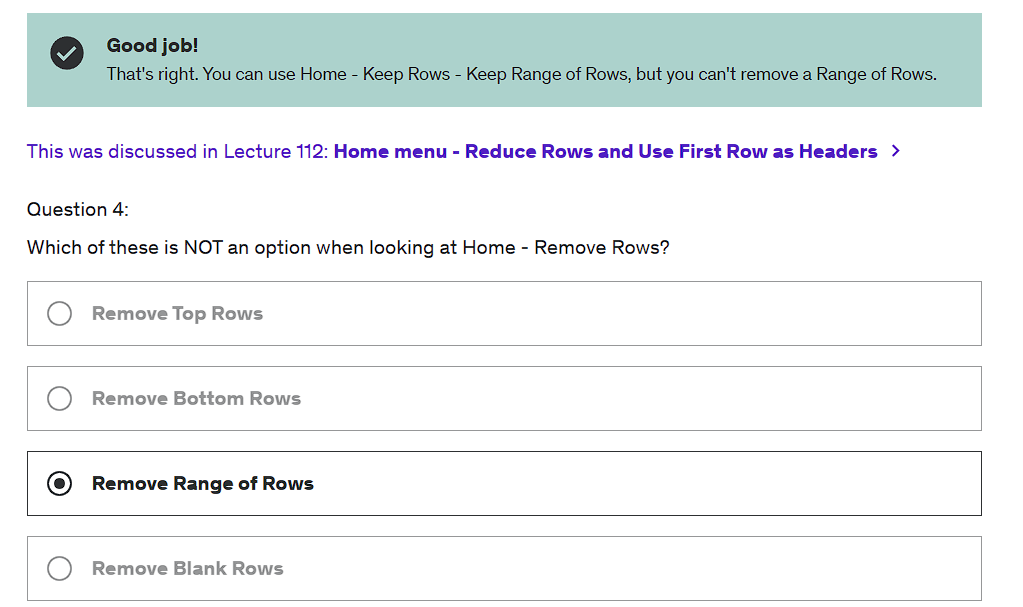 Good job!
That's right. You can use Home - Keep Rows - Keep Range of Rows, but you can't remove a Range of Rows.
This was discussed in Lecture 112: Home menu - Reduce Rows and Use First Row as Headers >
Question 4:
Which of these is NOT an option when looking at Home - Remove Rows?
Remove Top Rows
Remove Bottom Rows
Remove Range of Rows
Remove Blank Rows